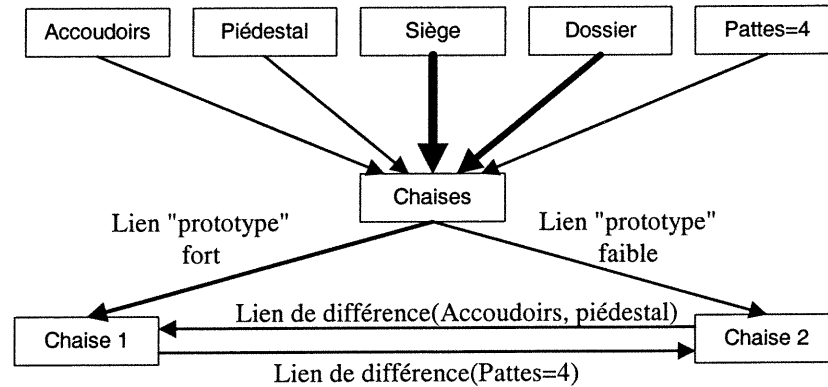 Accoudoirs
Piédestal
Siège
Dossier
Pattes=4
Chaises
Lien "prototype"
fort
Lien "prototype"
faible
Lien de différence(Accoudoirs, piédestal)
Chaise 1
Chaise 2
Lien de différence(Pattes=4)